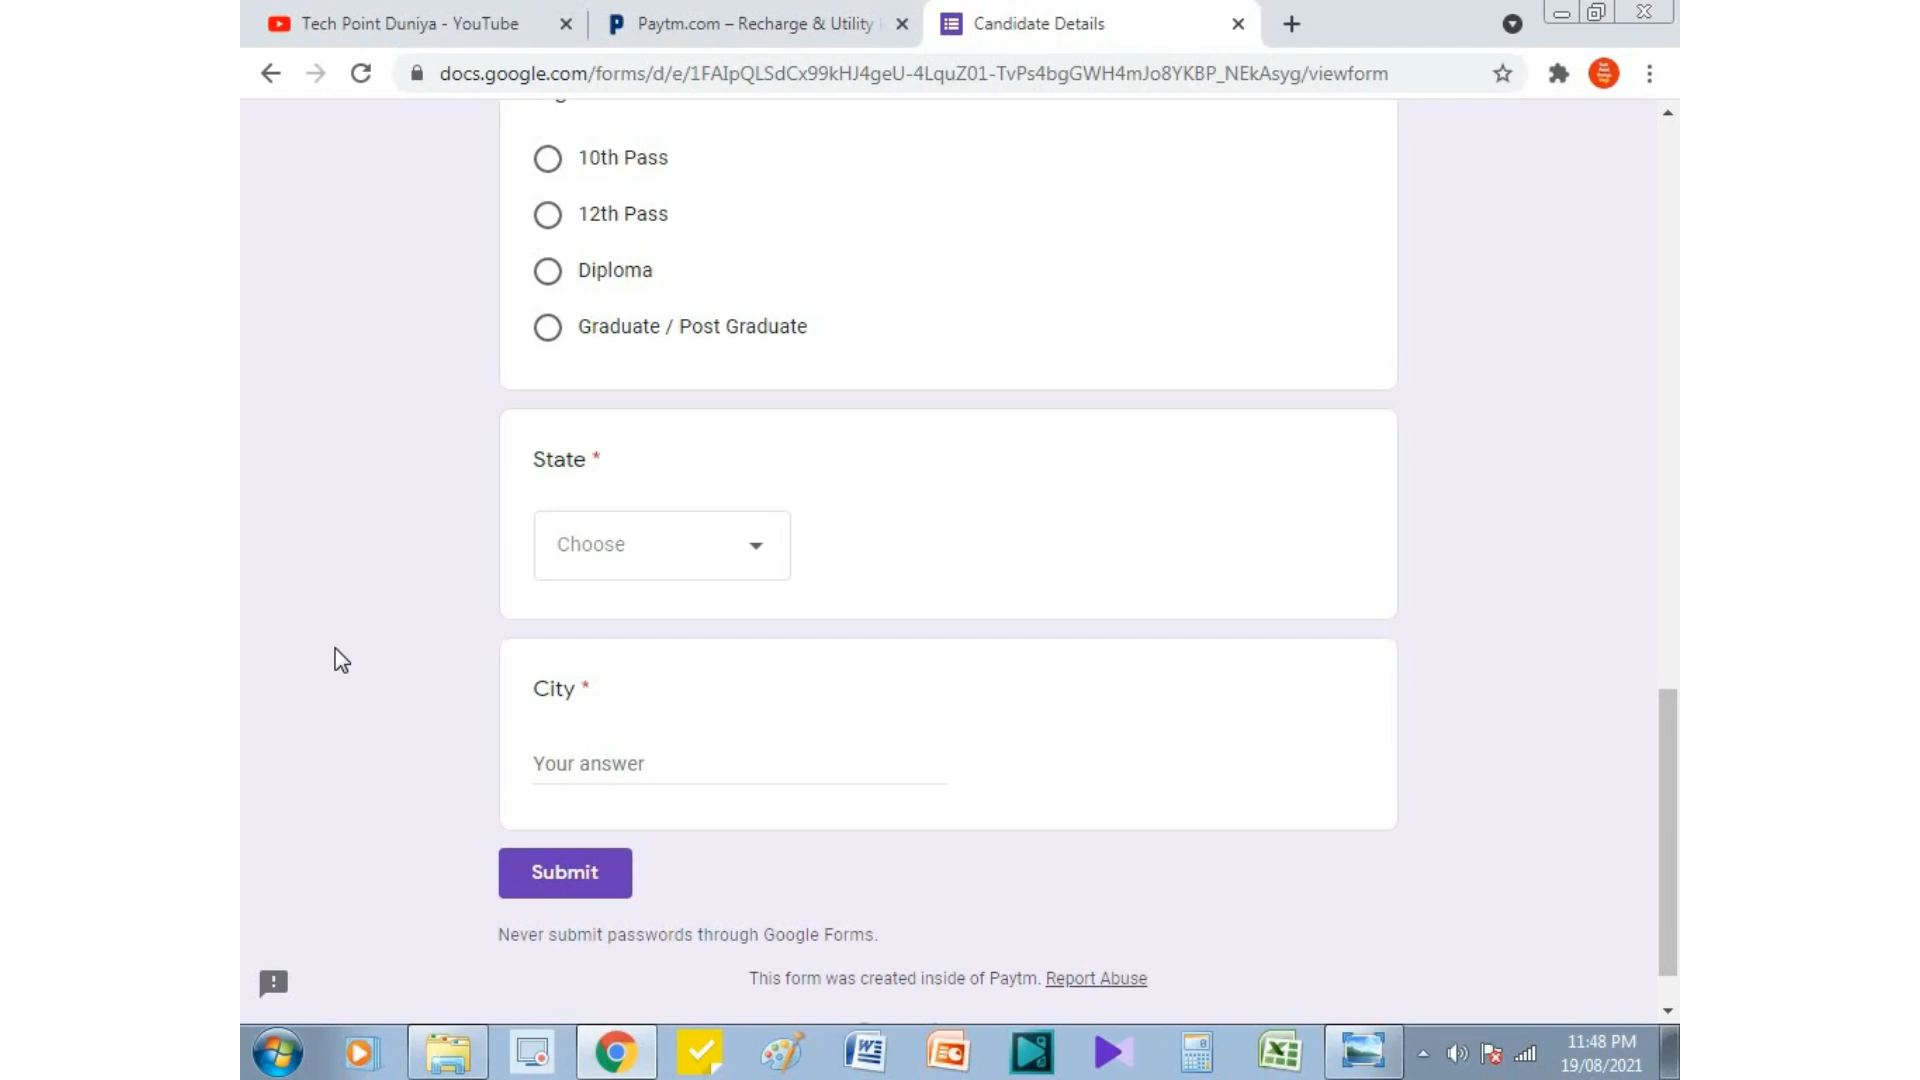 Tech Point Duniya - YouTube
Paytm.com – Recharge & Utility
Candidate Details
docs.google.com/forms/d/e/1FAIpQLSdCx99kHJ4geU-4LquZ01-TvPs4bgGWH4mJo8YKBP_NEkAsyg/viewform
10th Pass
12th Pass
Diploma
Graduate / Post Graduate
State *
Choose
City *
Your answer
Submit
Never submit passwords through Google Forms.
This form was created inside of Paytm. Report Abuse
11:48 PM
19/08/2021